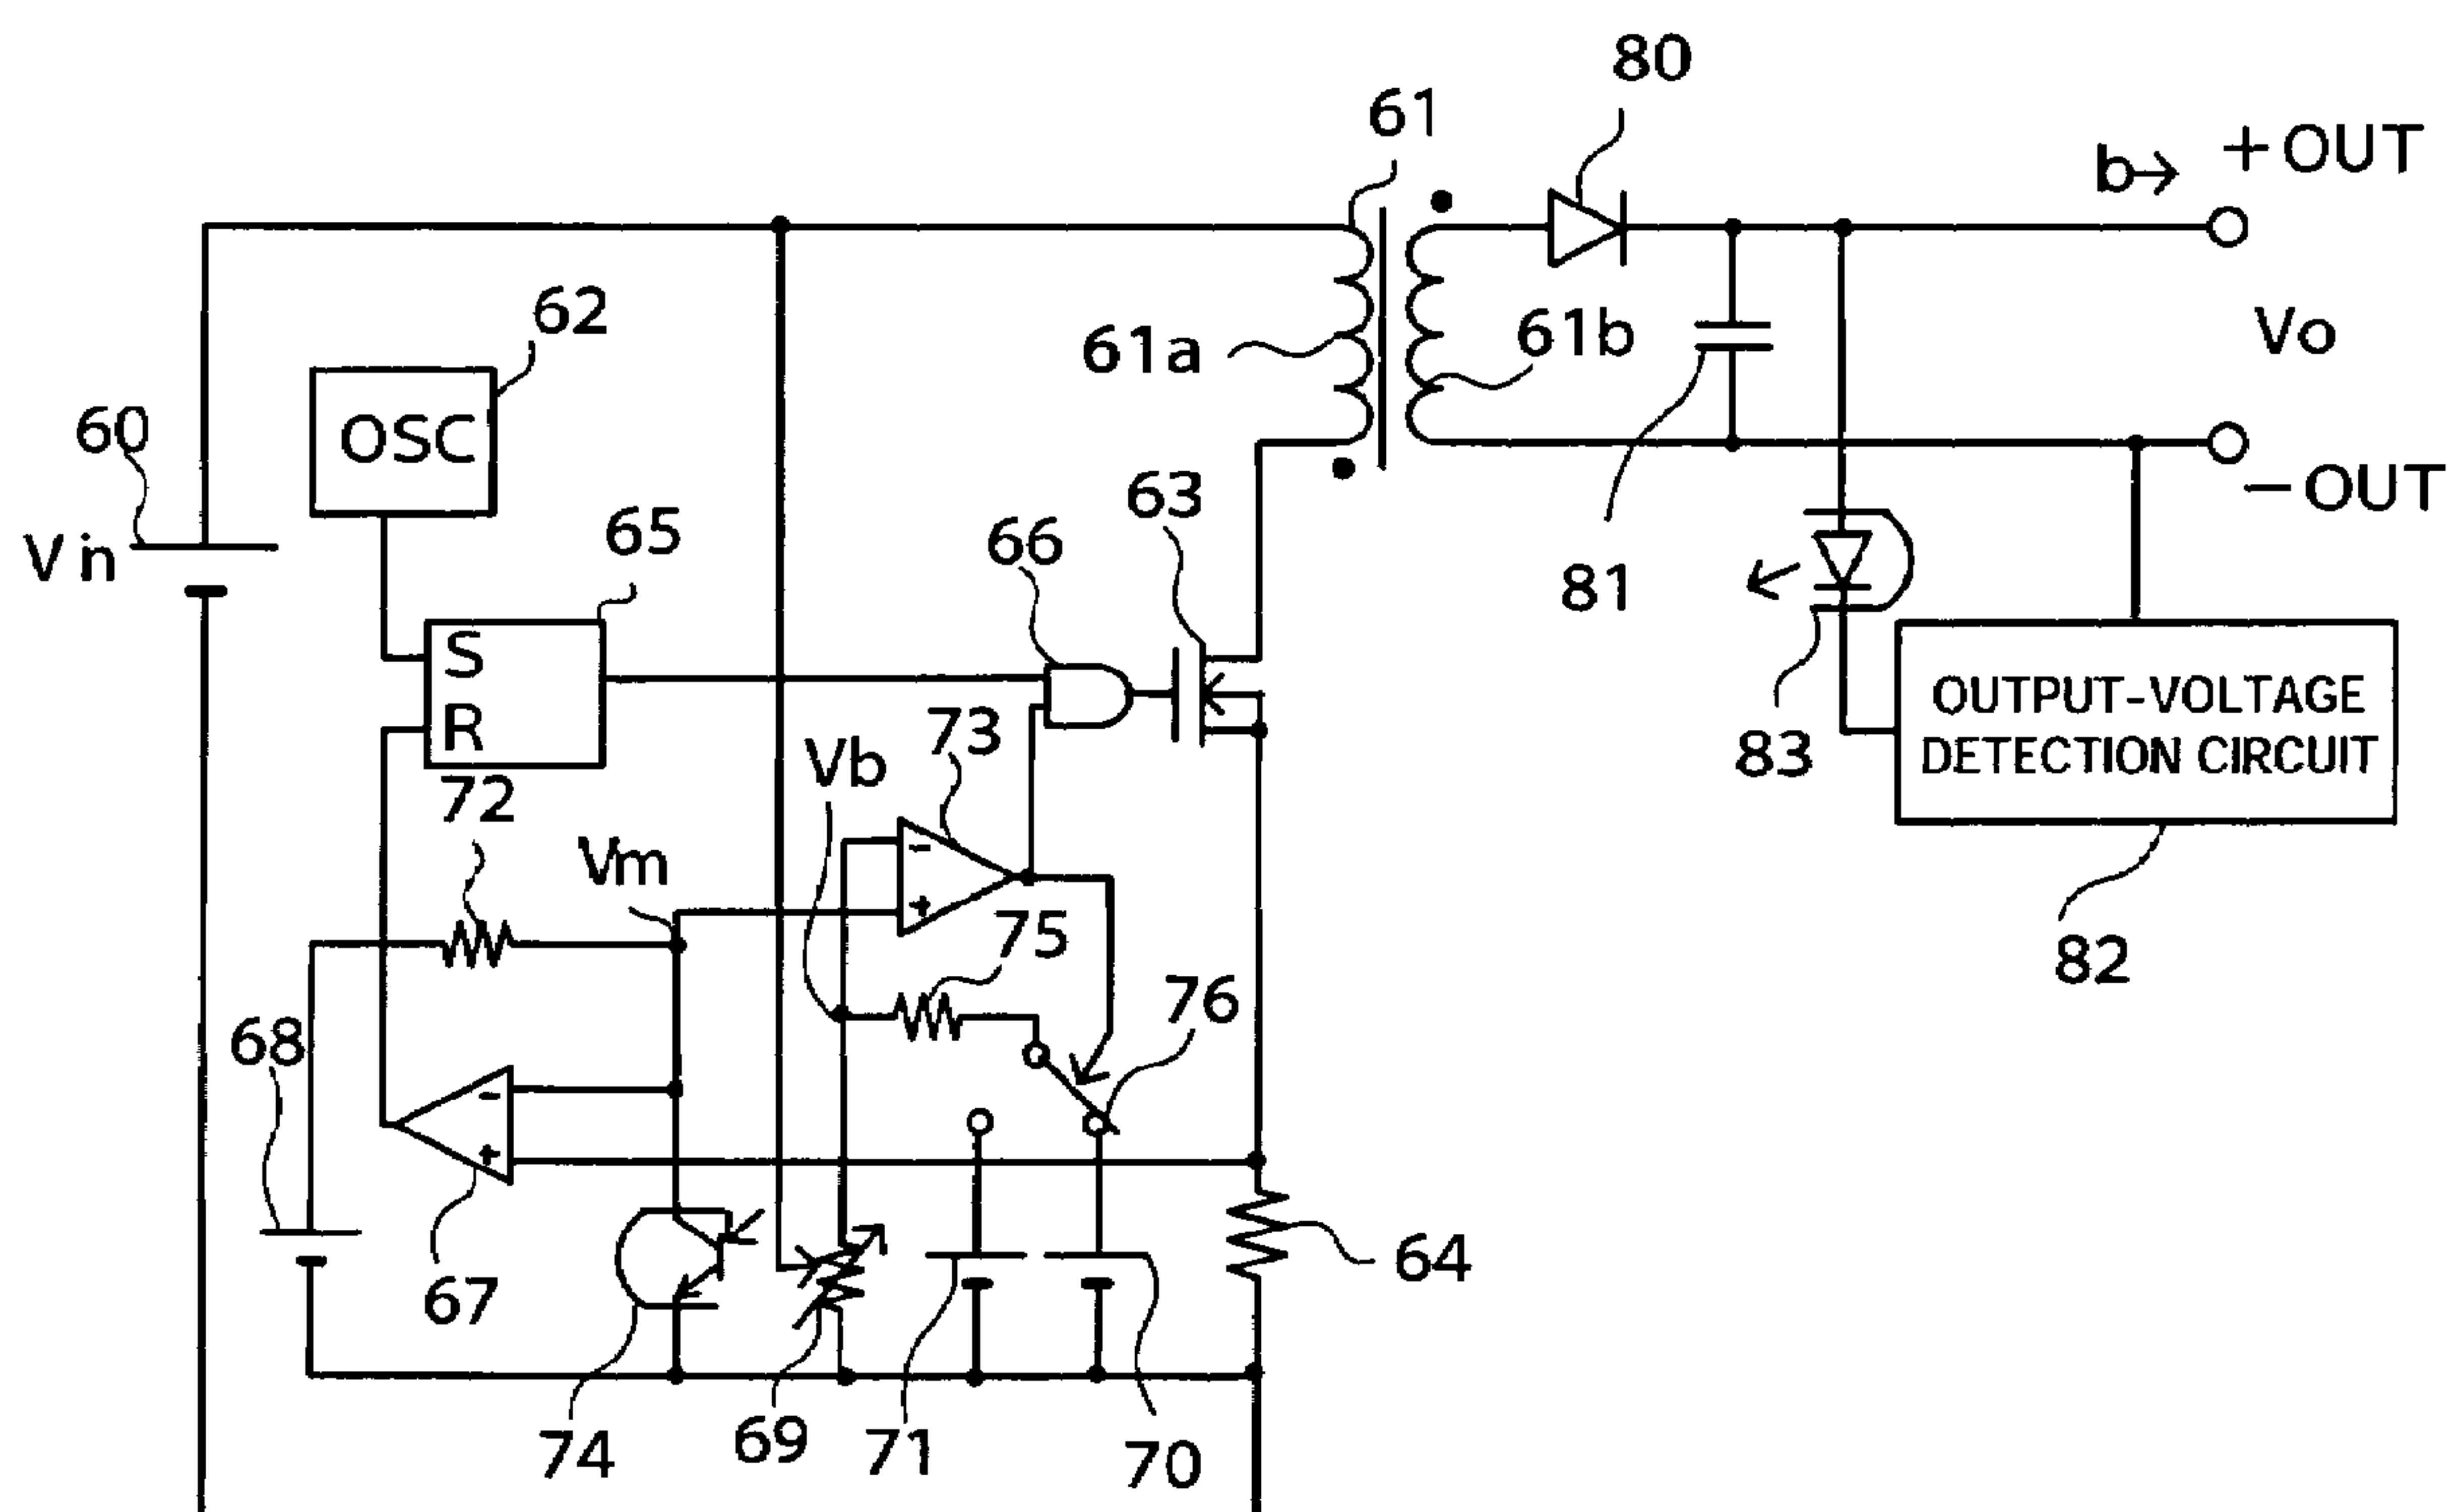 80
61
b→ +OUT
62
61a
61b
Vo
60
OSC
63
−OUT
Vin
65
66
81
S
R
73
83
OUTPUT-VOLTAGE
DETECTION CIRCUIT
Vb
72
Vm
-
+
75
82
76
68
-
+
67
64
74
69
71
70